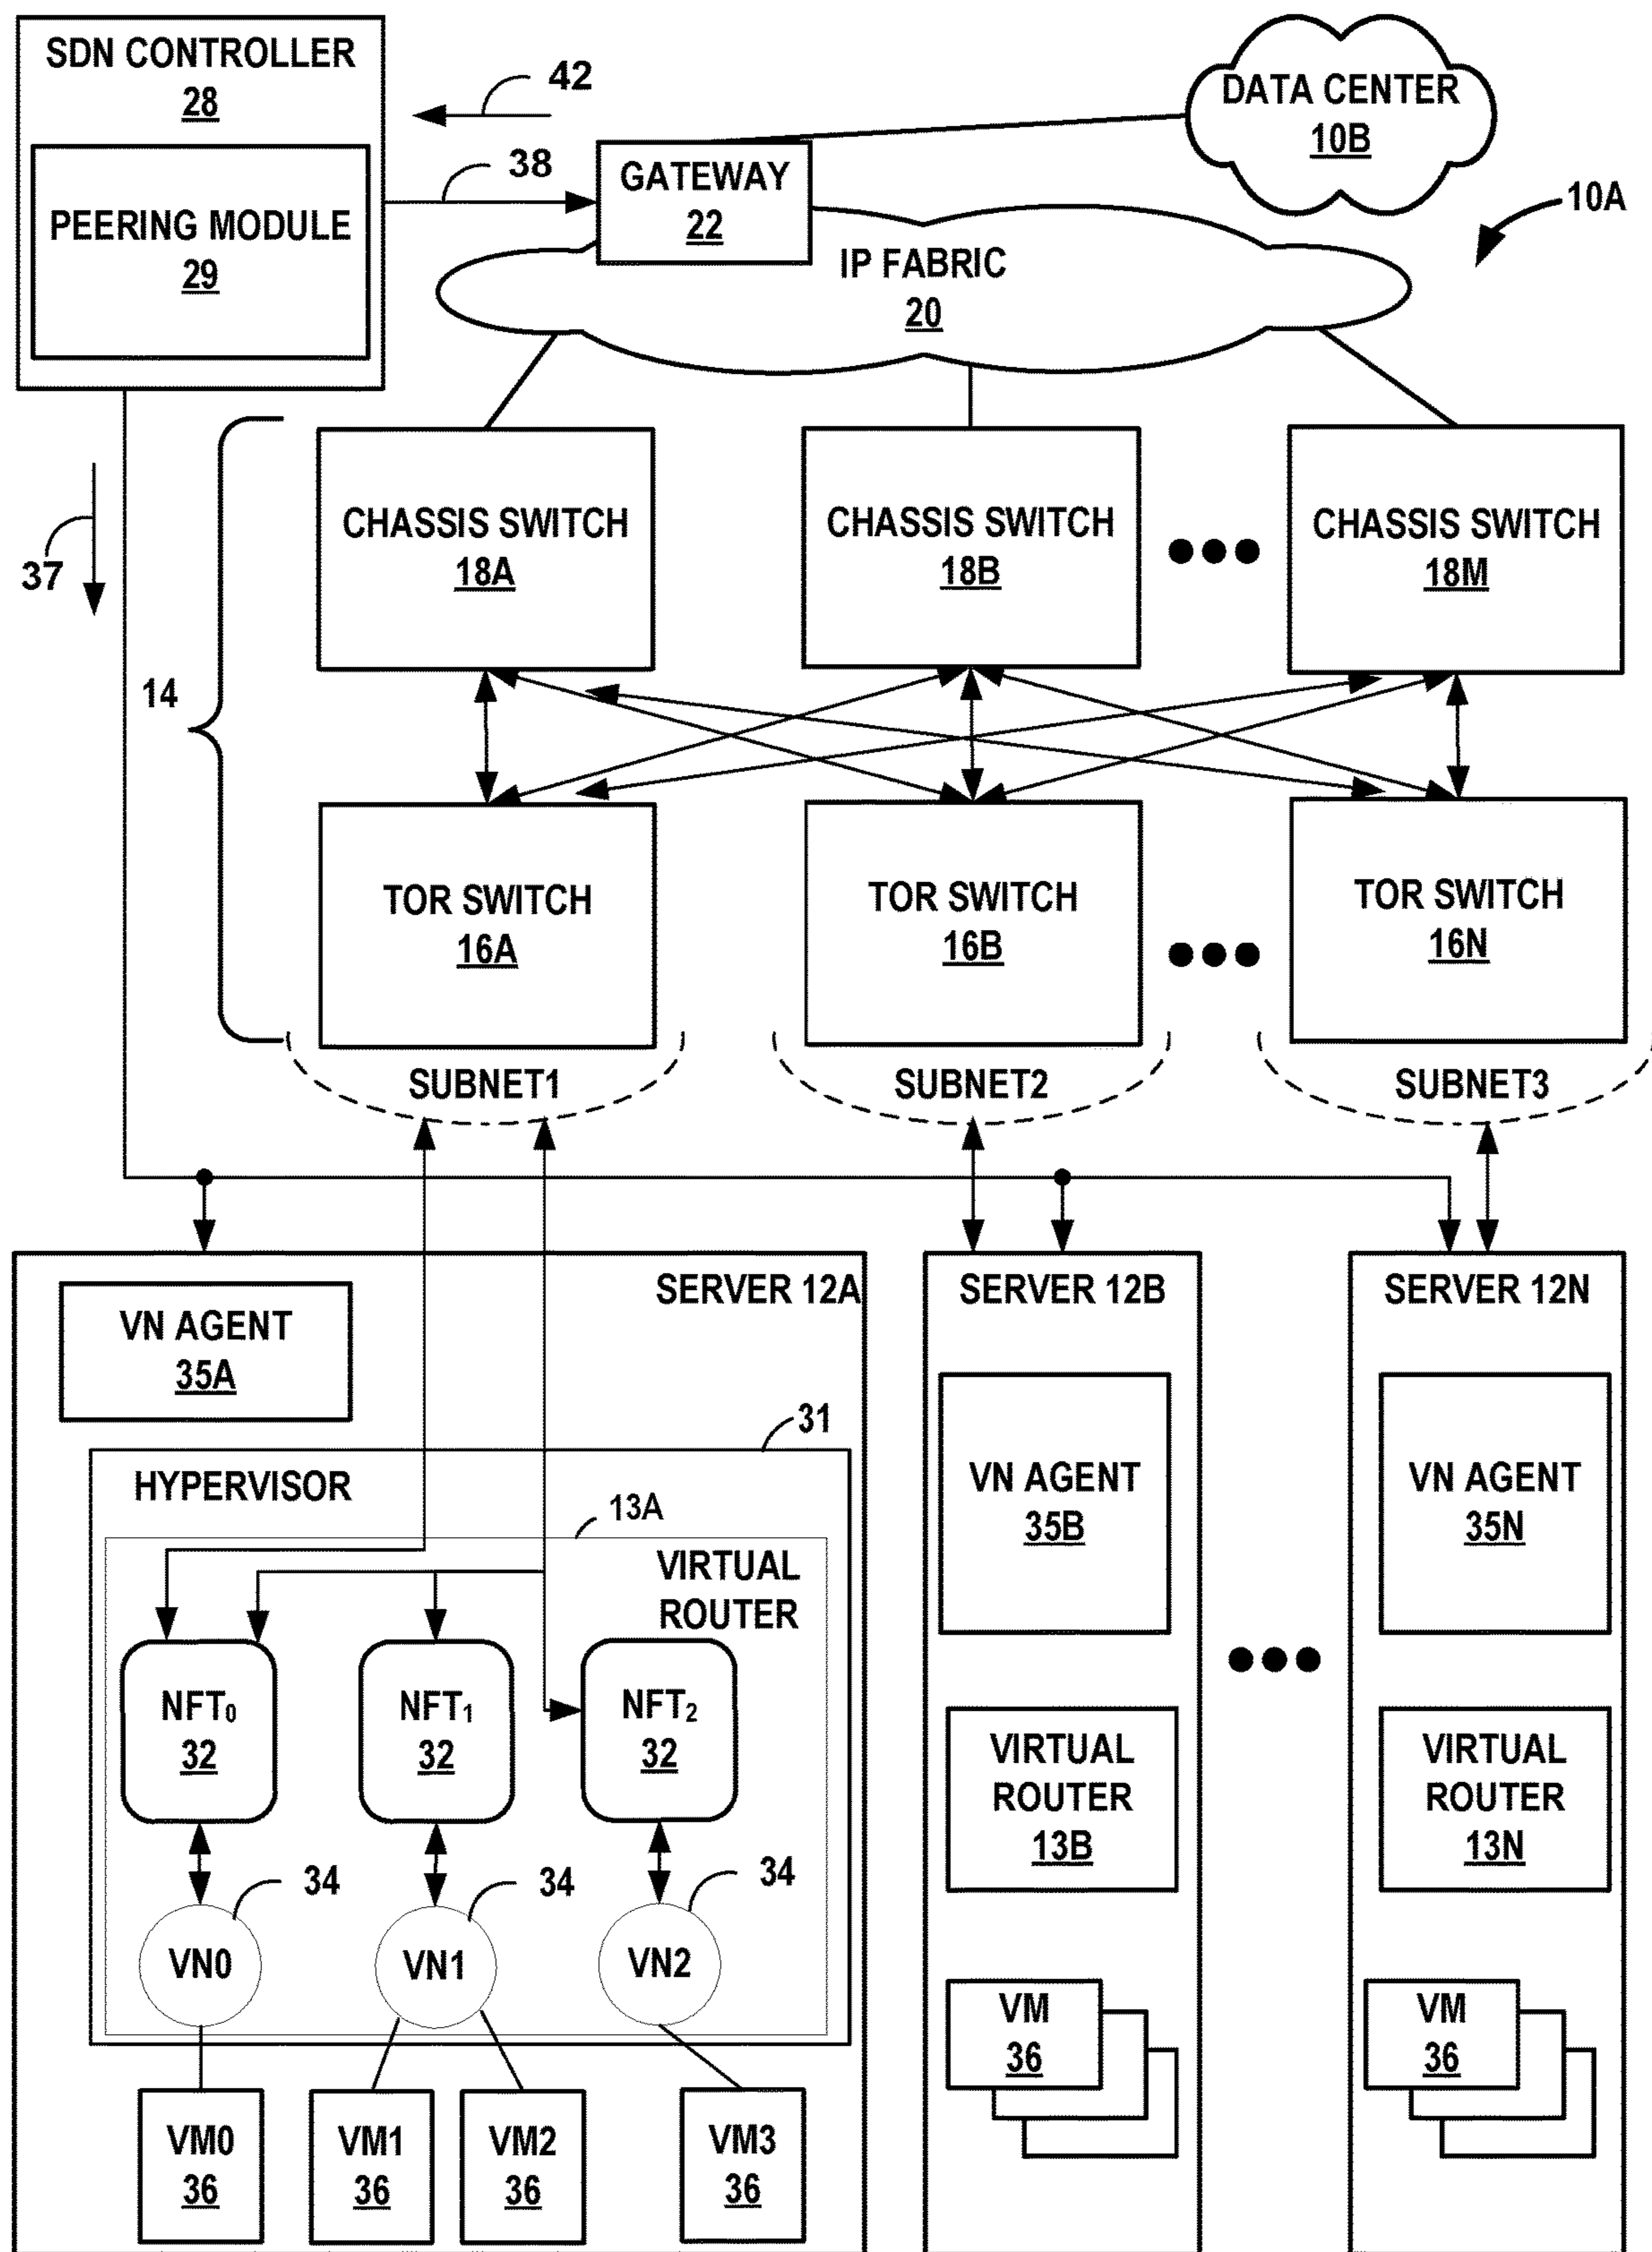 SDN CONTROLLER
28
PEERING MODULE
29
42
38
GATEWAY
22
DATA CENTER
10B
10A
IP FABRIC
20
37
14
CHASSIS SWITCH
18A
CHASSIS SWITCH
18B
CHASSIS SWITCH
18M
TOR SWITCH
16A
TOR SWITCH
16B
TOR SWITCH
16N
SUBNET1
SUBNET2
SUBNET3
SERVER 12A
VN AGENT
35A
31
HYPERVISOR
13A
VIRTUAL
ROUTER
NFT₀
32
NFT₁
32
NFT₂
32
34
34
34
VN0
VN1
VN2
VM0
36
VM1
36
VM2
36
VM3
36
SERVER 12B
VN AGENT
35B
VIRTUAL
ROUTER
13B
VM
36
SERVER 12N
VN AGENT
35N
VIRTUAL
ROUTER
13N
VM
36